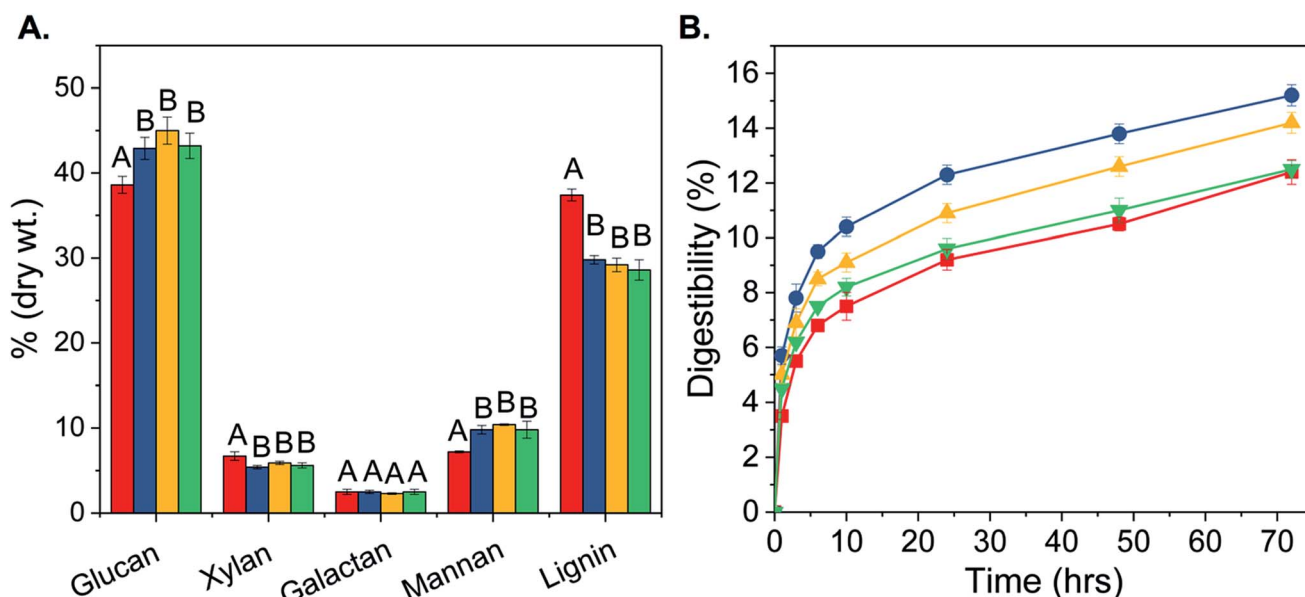 A.
% (dry wt.)
50
40
30
20
10
0
A B B B
A B B B
A A A A
A B B B
A B B B
Glucan
Xylan
Galactan
Mannan
Lignin
B.
Digestibility (%)
16
14
12
10
8
6
4
2
0
0 10 20 30 40 50 60 70
Time (hrs)